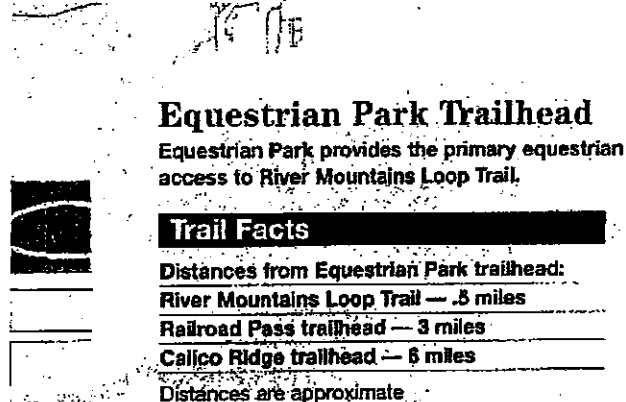 Equestrian Park Trailhead
Equestrian Park provides the primary equestrian
access to River Mountains Loop Trail.
Trail Facts
Distances from Equestrian Park trailhead:
River Mountains Loop Trail — .5 miles
Railroad Pass trailhead — 3 miles
Calico Ridge trailhead — 6 miles
Distances are approximate